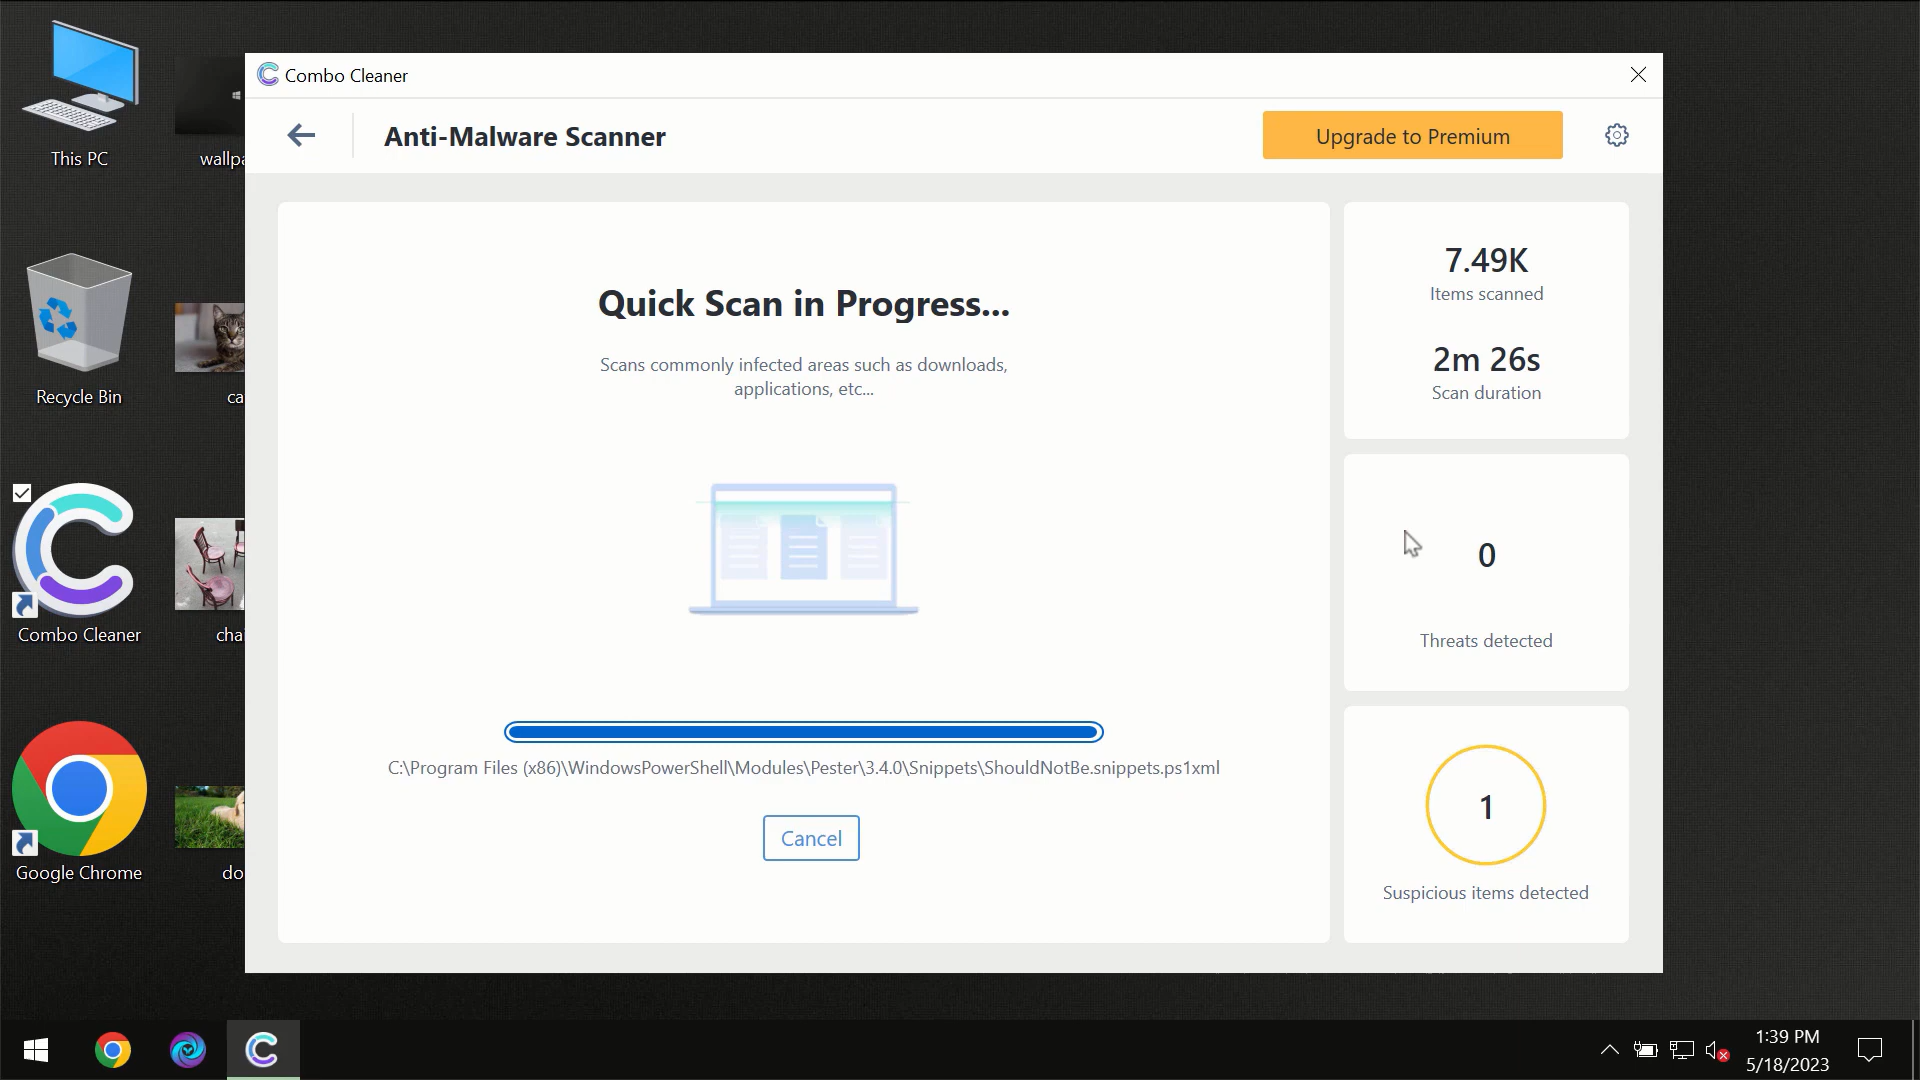 Combo Cleaner
Anti-Malware Scanner
Upgrade to Premium
Quick Scan in Progress...
Scans commonly infected areas such as downloads,
applications, etc...
C:\Program Files (x86)\WindowsPowerShell\Modules\Pester\3.4.0\Snippets\ShouldNotBe.snippets.ps1xml
Cancel
7.49K
Items scanned
2m 26s
Scan duration
0
Threats detected
1
Suspicious items detected
This PC
wallpa
Recycle Bin
ca
Combo Cleaner
chai
Google Chrome
do
1:39 PM
5/18/2023